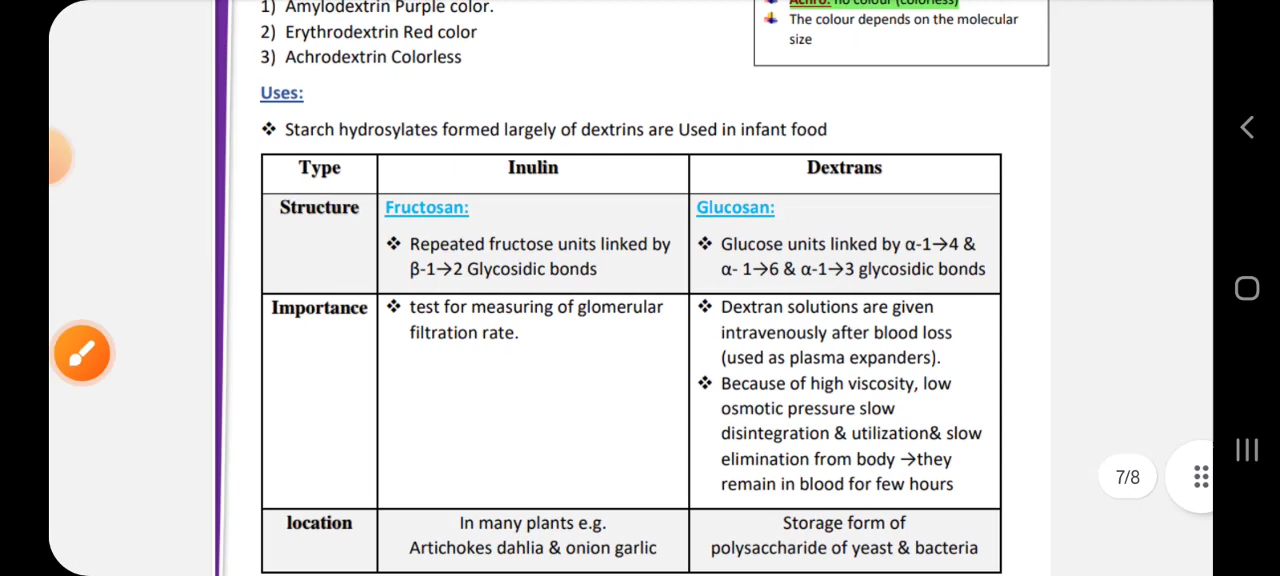 1) Amylodextrin Purple color.
2) Erythrodextrin Red color
3) Achrodextrin Colorless
Achro: no colour (colorless)
The colour depends on the molecular
size
Uses:
❖ Starch hydrosylates formed largely of dextrins are Used in infant food
Type Inulin Dextrans
Structure Fructosan: Glucosan:
❖ Repeated fructose units linked by ❖ Glucose units linked by α-1→4 &
β-1→2 Glycosidic bonds α- 1→6 & α-1→3 glycosidic bonds
Importance ❖ test for measuring of glomerular ❖ Dextran solutions are given
filtration rate. intravenously after blood loss
(used as plasma expanders).
❖ Because of high viscosity, low
osmotic pressure slow
disintegration & utilization& slow
elimination from body →they
remain in blood for few hours
location In many plants e.g. Storage form of
Artichokes dahlia & onion garlic polysaccharide of yeast & bacteria
7/8